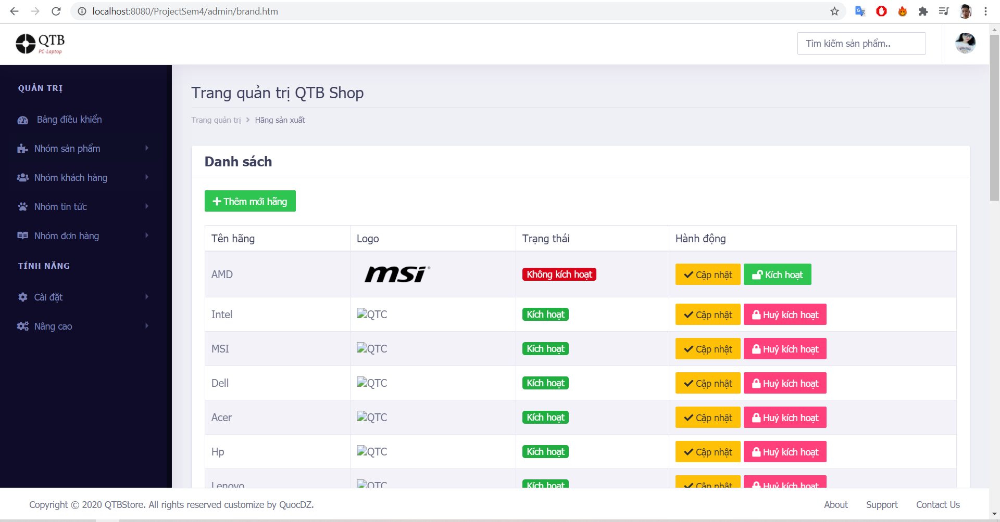 localhost:8080/ProjectSem4/admin/brand.htm
QTB
PC-Laptop
Tìm kiếm sản phẩm..
QUẢN TRỊ
Bảng điều khiển
Nhóm sản phẩm
Nhóm khách hàng
Nhóm tin tức
Nhóm đơn hàng
TÍNH NĂNG
Cài đặt
Nâng cao
Trang quản trị QTB Shop
Trang quản trị > Hãng sản xuất
Danh sách
Thêm mới hãng
Tên hãng Logo Trạng thái Hành động
AMD msi Không kích hoạt Cập nhật Kích hoạt
Intel QTC Kích hoạt Cập nhật Huỷ kích hoạt
MSI QTC Kích hoạt Cập nhật Huỷ kích hoạt
Dell QTC Kích hoạt Cập nhật Huỷ kích hoạt
Acer QTC Kích hoạt Cập nhật Huỷ kích hoạt
Hp QTC Kích hoạt Cập nhật Huỷ kích hoạt
Lenovo QTC Kích hoạt Cập nhật Huỷ kích hoạt
Copyright © 2020 QTBStore. All rights reserved customize by QuocDZ.
About Support Contact Us